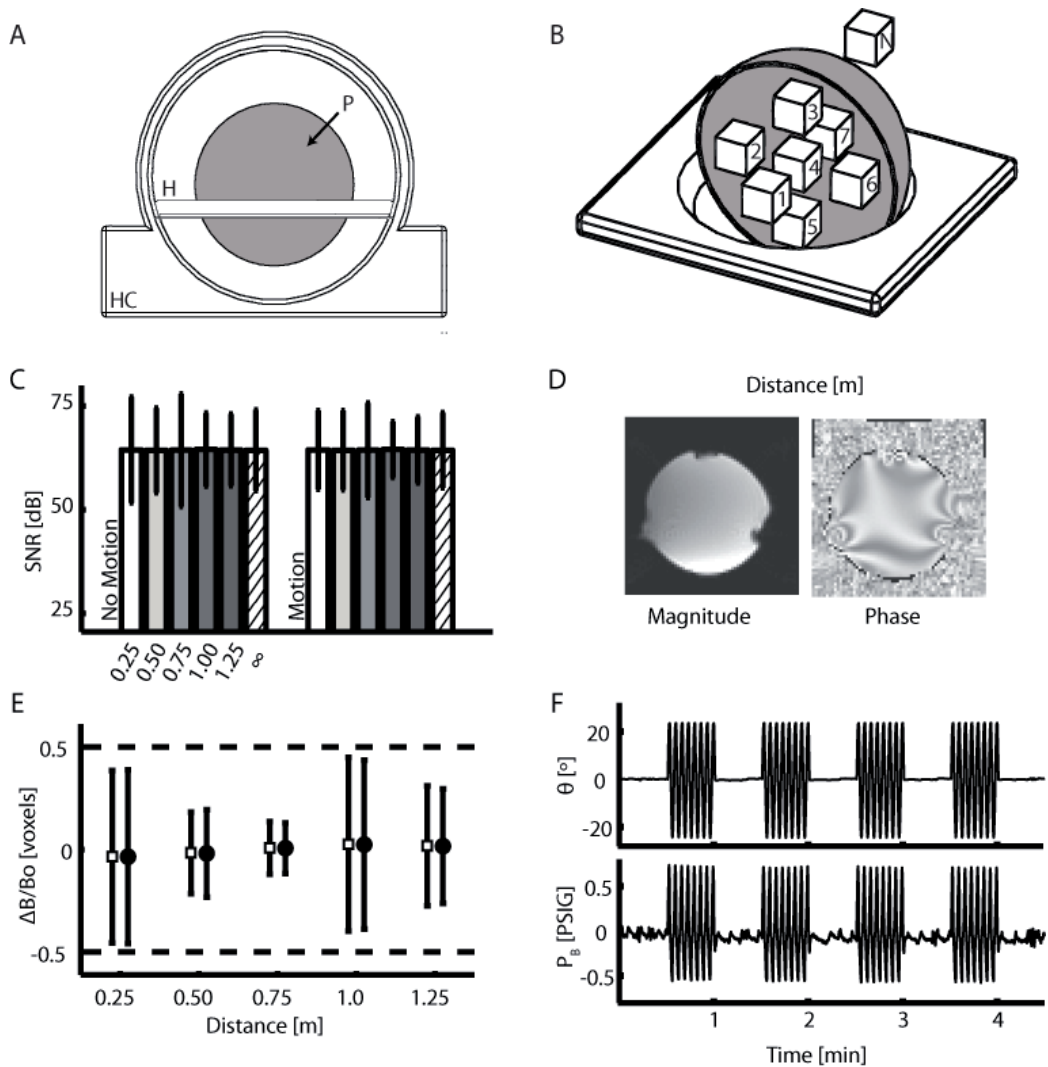 A
P
H
HC
B
N
3
7
2
4
6
1
5
C
75
50
25
SNR [dB]
No Motion
Motion
0.25
0.50
0.75
1.00
1.25
∞
D
Distance [m]
Magnitude
Phase
E
0.5
0
-0.5
ΔB/Bo [voxels]
0.25
0.50
0.75
1.0
1.25
Distance [m]
F
20
0
-20
θ [º]
0.5
0
-0.5
P_B [PSIG]
1
2
3
4
Time [min]